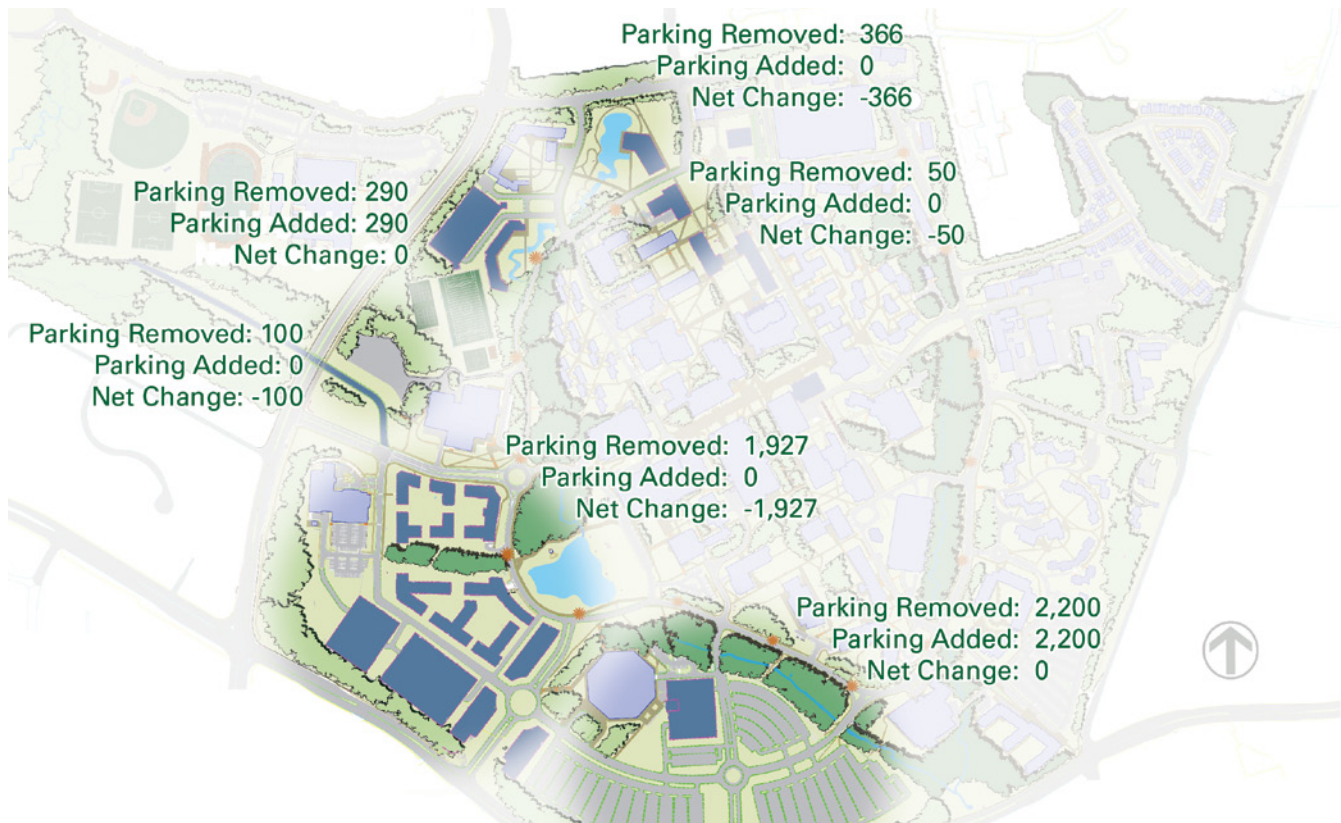 Parking Removed: 366
Parking Added: 0
Net Change: -366
Parking Removed: 50
Parking Added: 0
Net Change: -50
Parking Removed: 290
Parking Added: 290
Net Change: 0
Parking Removed: 100
Parking Added: 0
Net Change: -100
Parking Removed: 1,927
Parking Added: 0
Net Change: -1,927
Parking Removed: 2,200
Parking Added: 2,200
Net Change: 0